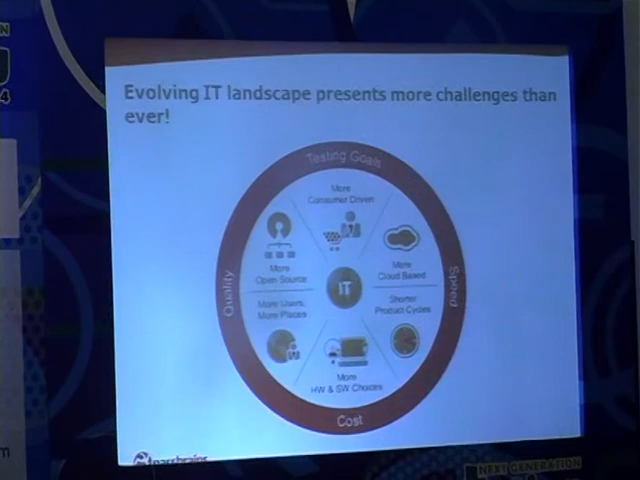 Evolving IT landscape presents more challenges than
ever!
Testing Goals
More
Consumer Driven
More
Open Source
More
Cloud Based
IT
Quality
Speed
More Users,
More Places
Shorter
Product Cycles
More
HW & SW Choices
Cost
NEXT GENERATION